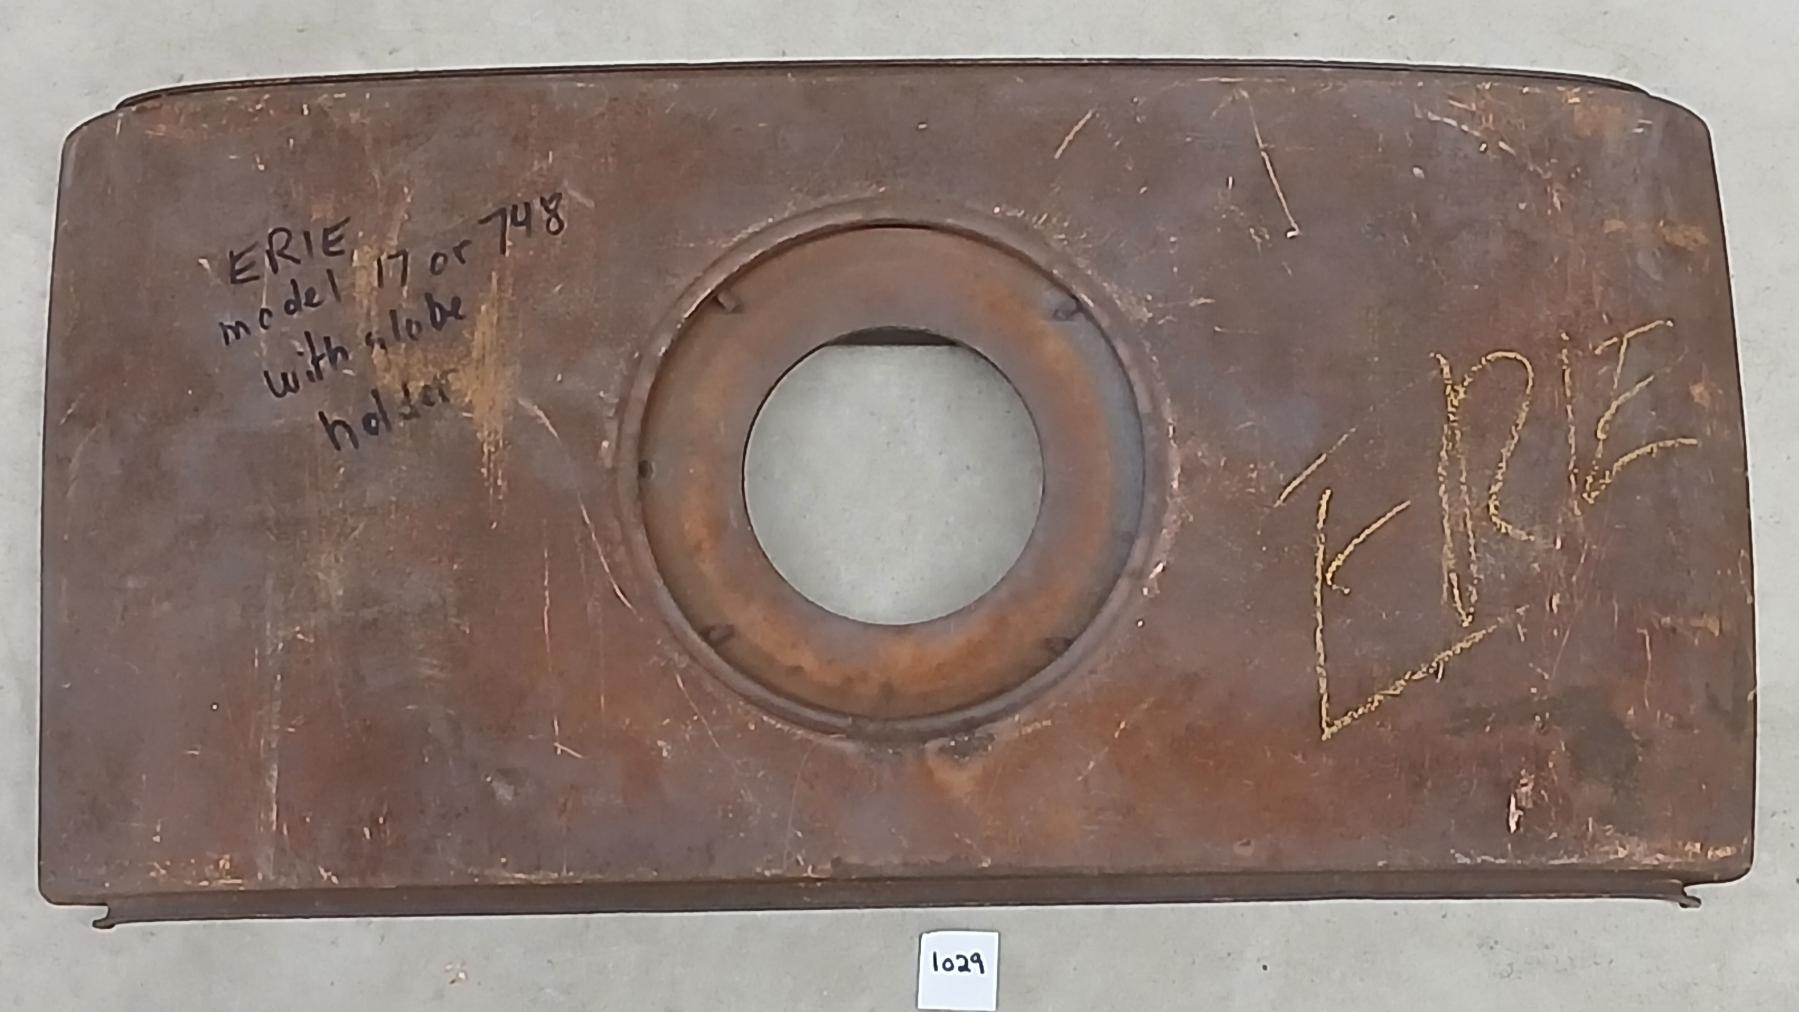 ERIE
model 17 or 748
with globe
holder
ERIE
1029